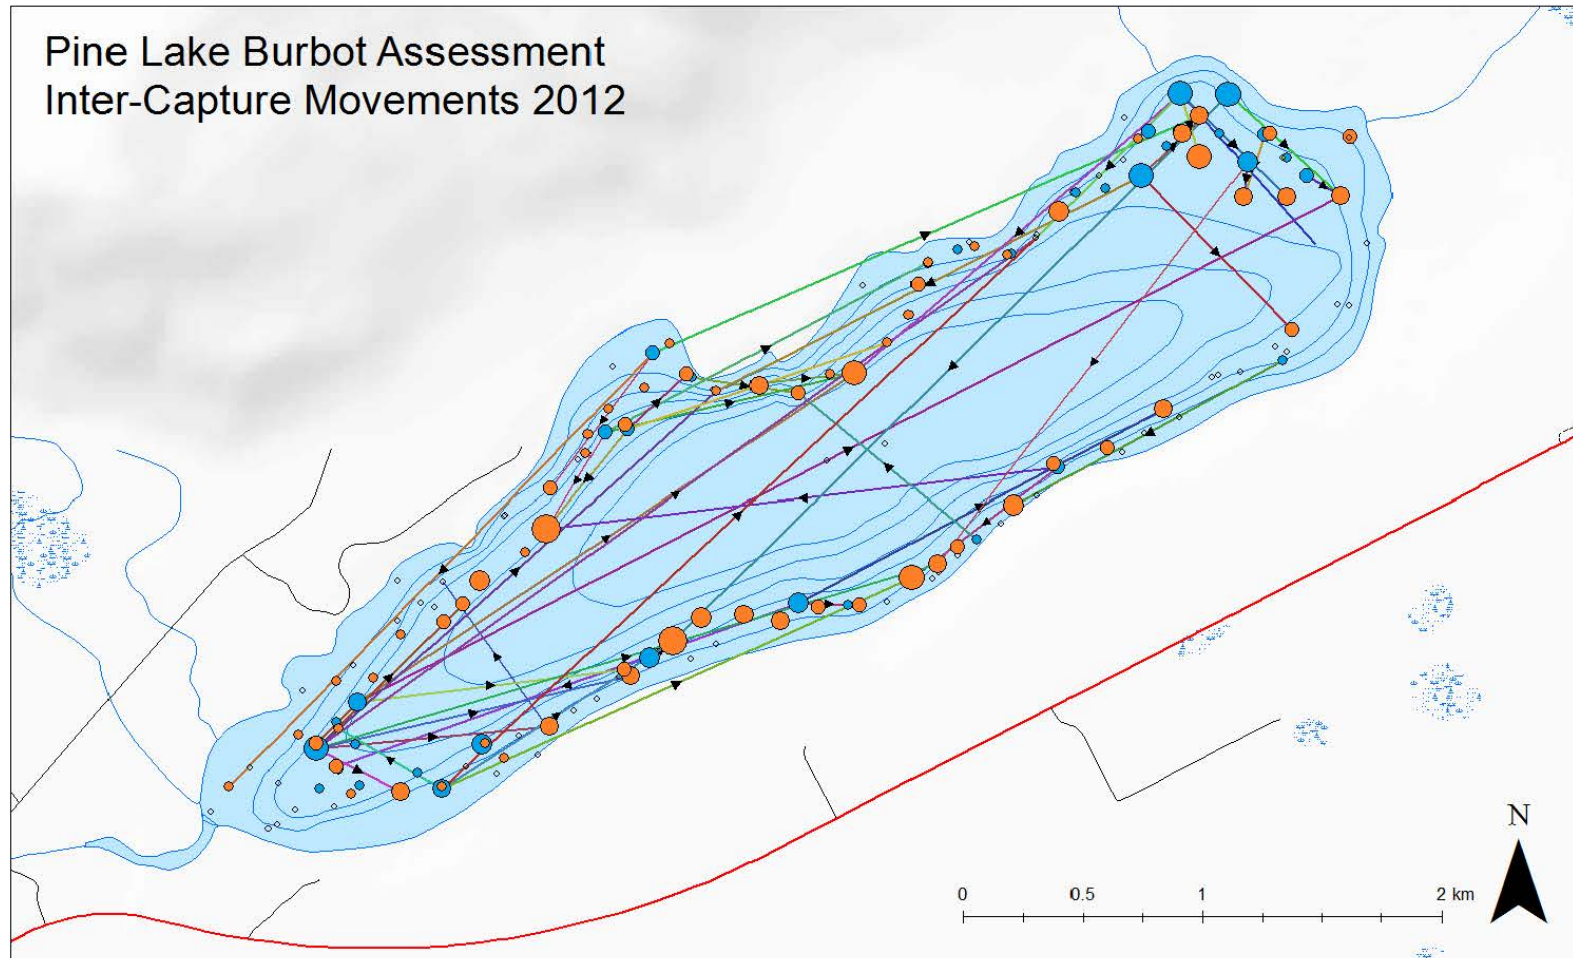 Pine Lake Burbot Assessment
Inter-Capture Movements 2012
N
0 0.5 1 2 km